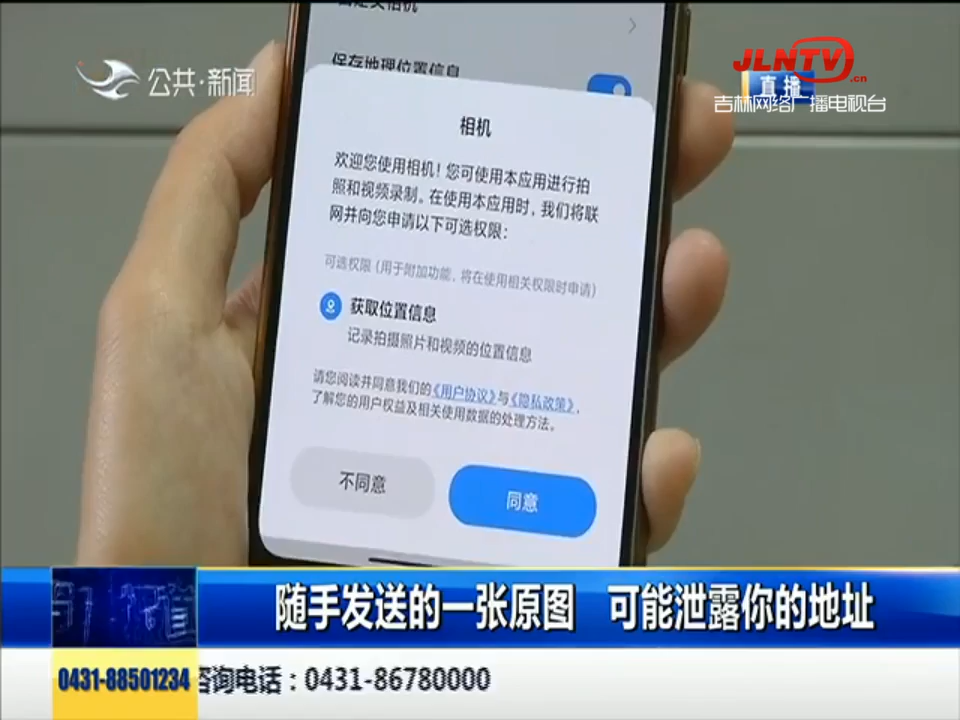 公共·新闻
JLNTV.cn
直播
吉林网络广播电视台
保存地理位置信息
相机
欢迎您使用相机！您可使用本应用进行拍
照和视频录制。在使用本应用时，我们将联
网并向您申请以下可选权限：
可选权限（用于附加功能，将在使用相关权限时申请）
获取位置信息
记录拍摄照片和视频的位置信息
请您阅读并同意我们的《用户协议》与《隐私政策》，
了解您的用户权益及相关使用数据的处理方法。
不同意
同意
随手发送的一张原图 可能泄露你的地址
0431-88501234
咨询电话：0431-86780000